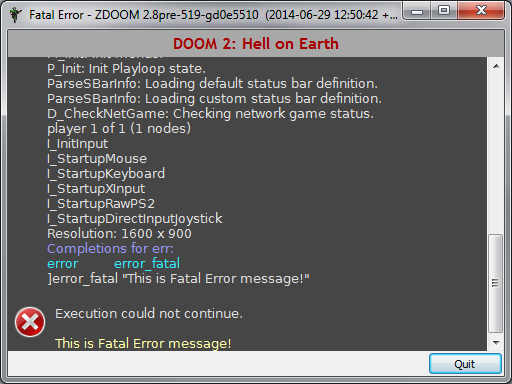 Fatal Error - ZDOOM 2.8pre-519-gd0e5510 (2014-06-29 12:50:42 +...
DOOM 2: Hell on Earth
P_Init: Init Playloop state.
ParseSBarInfo: Loading default status bar definition.
ParseSBarInfo: Loading custom status bar definition.
D_CheckNetGame: Checking network game status.
player 1 of 1 (1 nodes)
I_InitInput
I_StartupMouse
I_StartupKeyboard
I_StartupXInput
I_StartupRawPS2
I_StartupDirectInputJoystick
Resolution: 1600 x 900
Completions for err:
error error_fatal
]error_fatal "This is Fatal Error message!"
Execution could not continue.
This is Fatal Error message!
Quit